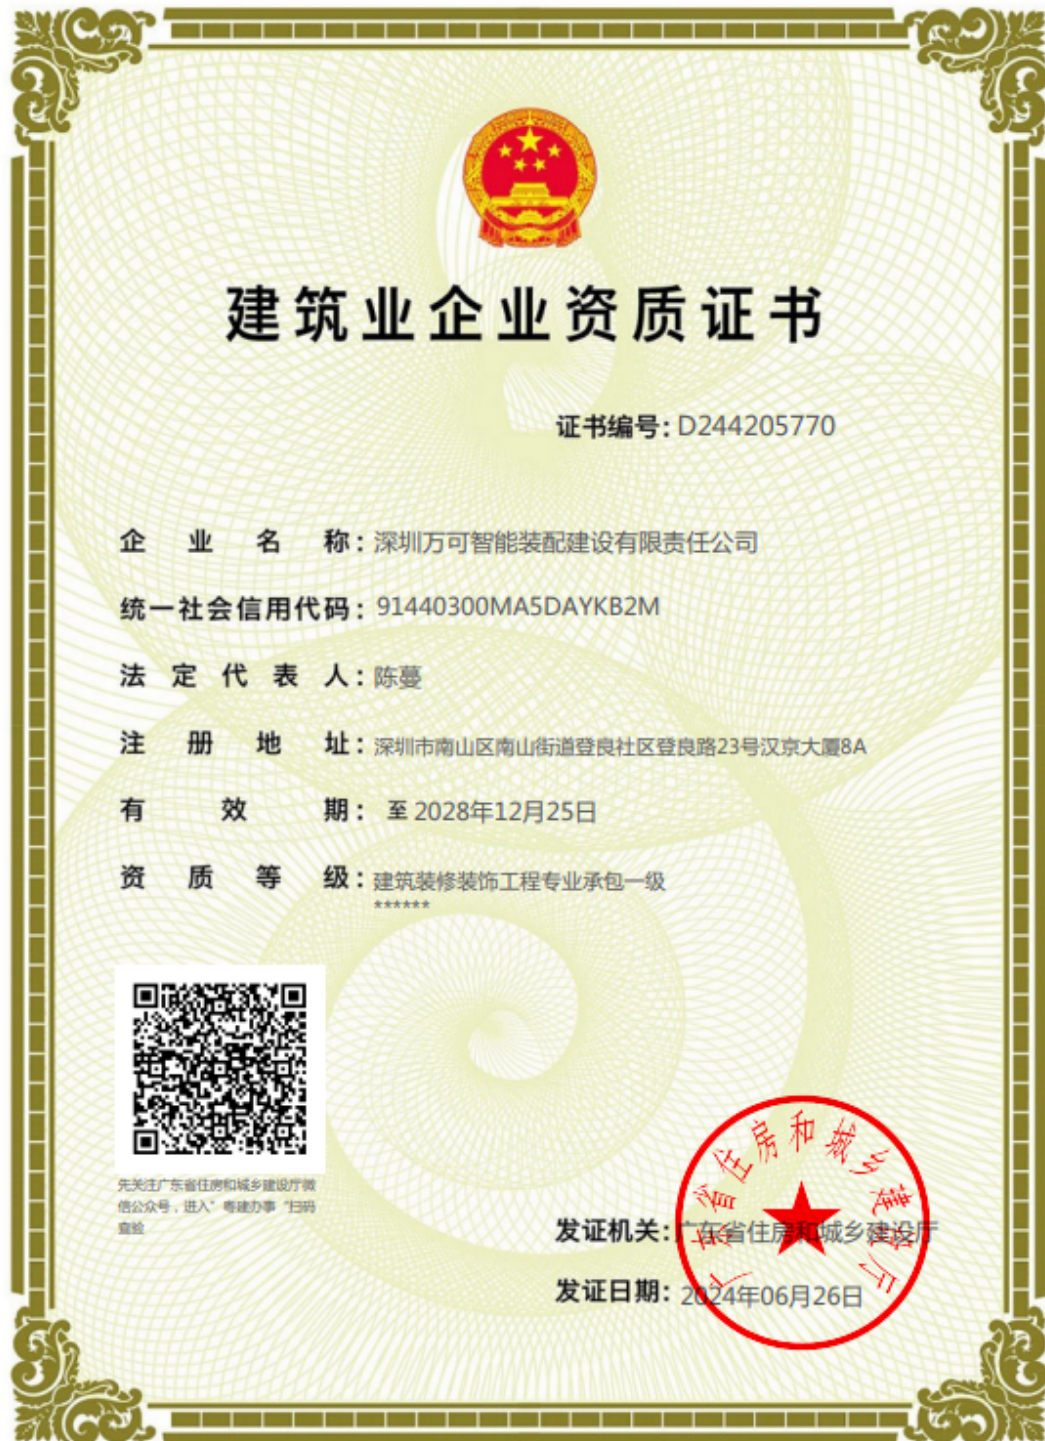 建筑业企业资质证书
证书编号：D244205770
企业名称：深圳万可智能装配建设有限责任公司
统一社会信用代码：91440300MA5DAYKB2M
法定代表人：陈蔓
注册地址：深圳市南山区南山街道登良社区登良路23号汉京大厦8A
有效期：至 2028年12月25日
资质等级：建筑装修装饰工程专业承包一级
******
先关注广东省住房和城乡建设厅微
信公众号，进入“粤建办事“扫码
查验
广东省住房和城乡建设厅
发证机关：广东省住房和城乡建设厅
发证日期：2024年06月26日